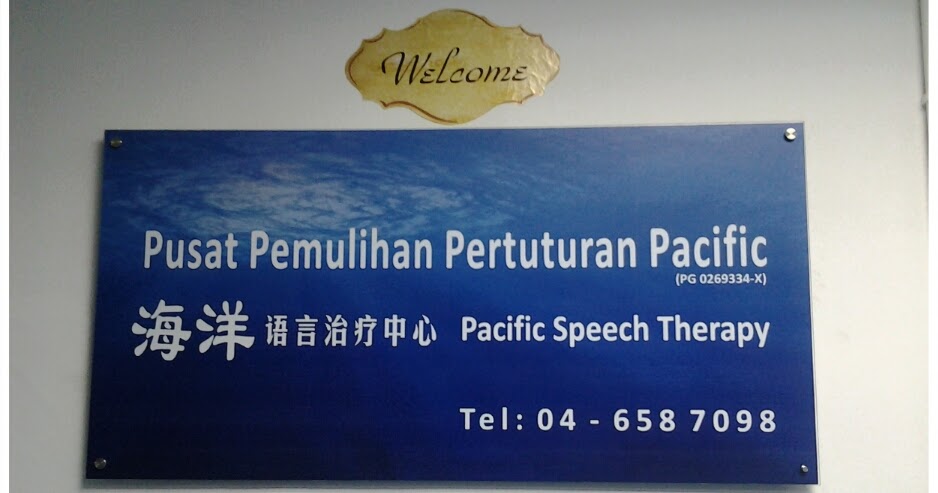 Welcome
Pusat Pemulihan Pertuturan Pacific
(PG 0269334-X)
海洋 语言治疗中心 Pacific Speech Therapy
Tel: 04 - 658 7098